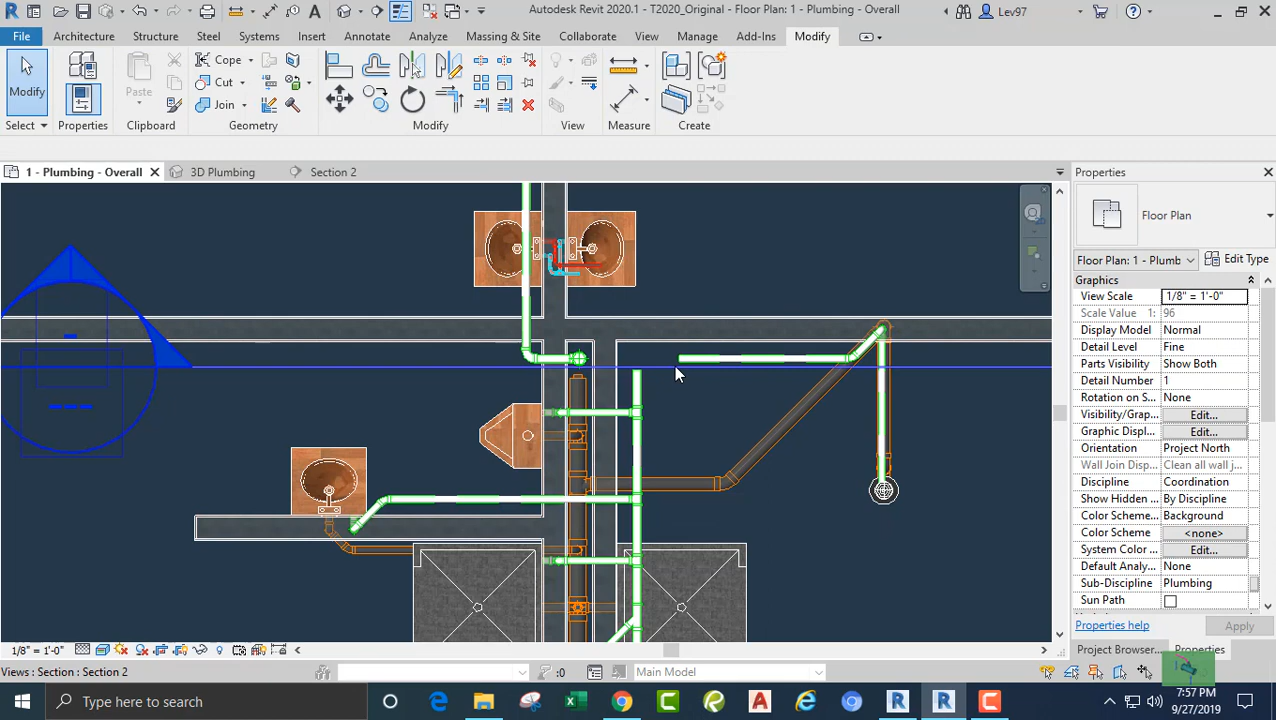 Autodesk Revit 2020.1 - T2020_Original - Floor Plan: 1 - Plumbing - Overall
Lev97
File
Architecture
Structure
Steel
Systems
Insert
Annotate
Analyze
Massing & Site
Collaborate
View
Manage
Add-Ins
Modify
Modify
Paste
Cope
Cut
Join
Select
Properties
Clipboard
Geometry
Modify
View
Measure
Create
1 - Plumbing - Overall
3D Plumbing
Section 2
Properties
Floor Plan
Floor Plan: 1 - Plumb
Edit Type
Graphics
View Scale 1/8" = 1'-0"
Scale Value 1: 96
Display Model Normal
Detail Level Fine
Parts Visibility Show Both
Detail Number 1
Rotation on S... None
Visibility/Grap... Edit...
Graphic Displ... Edit...
Orientation Project North
Wall Join Disp... Clean all wall j...
Discipline Coordination
Show Hidden ... By Discipline
Color Scheme... Background
Color Scheme <none>
System Color ... Edit...
Default Analy... None
Sub-Discipline Plumbing
Sun Path
Properties help
Apply
Project Browser...
Properties
1/8" = 1'-0"
Views : Section : Section 2
:0
Main Model
Type here to search
7:57 PM
9/27/2019